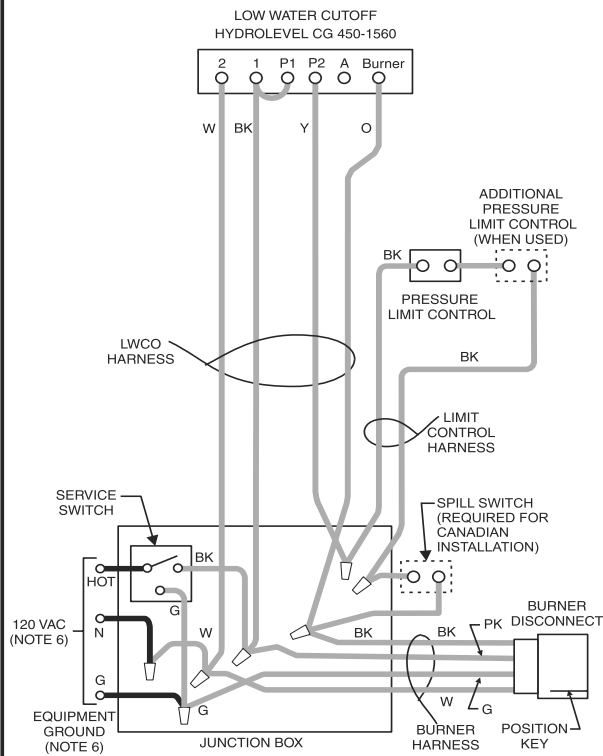 LOW WATER CUTOFF
HYDROLEVEL CG 450-1560
2 1 P1 P2 A Burner
W BK Y O
ADDITIONAL
PRESSURE
LIMIT CONTROL
(WHEN USED)
BK
PRESSURE
LIMIT CONTROL
LWCO
HARNESS
BK
LIMIT
CONTROL
HARNESS
SERVICE
SWITCH
SPILL SWITCH
(REQUIRED FOR
CANADIAN
INSTALLATION)
BK
HOT
G
BURNER
DISCONNECT
120 VAC
(NOTE 6)
N
W
BK
BK
PK
G
G
W
G
EQUIPMENT
GROUND
(NOTE 6)
JUNCTION BOX
BURNER
HARNESS
POSITION
KEY